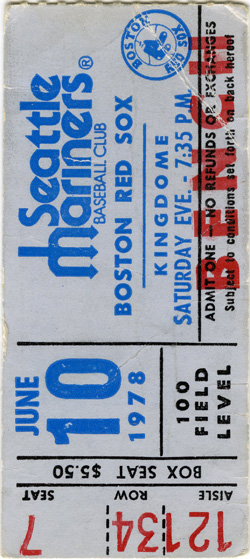 BOSTON
RED SOX
Seattle
Mariners®
BASEBALL CLUB
BOSTON RED SOX
KINGDOME
SATURDAY EVE. - 7:35 P.M.
ADMIT ONE — NO REFUNDS OR EXCHANGES
Subject to conditions set forth on back hereof
JUNE
10
1978
100
FIELD
LEVEL
BOX SEAT $5.50
AISLE ROW SEAT
121 34 7